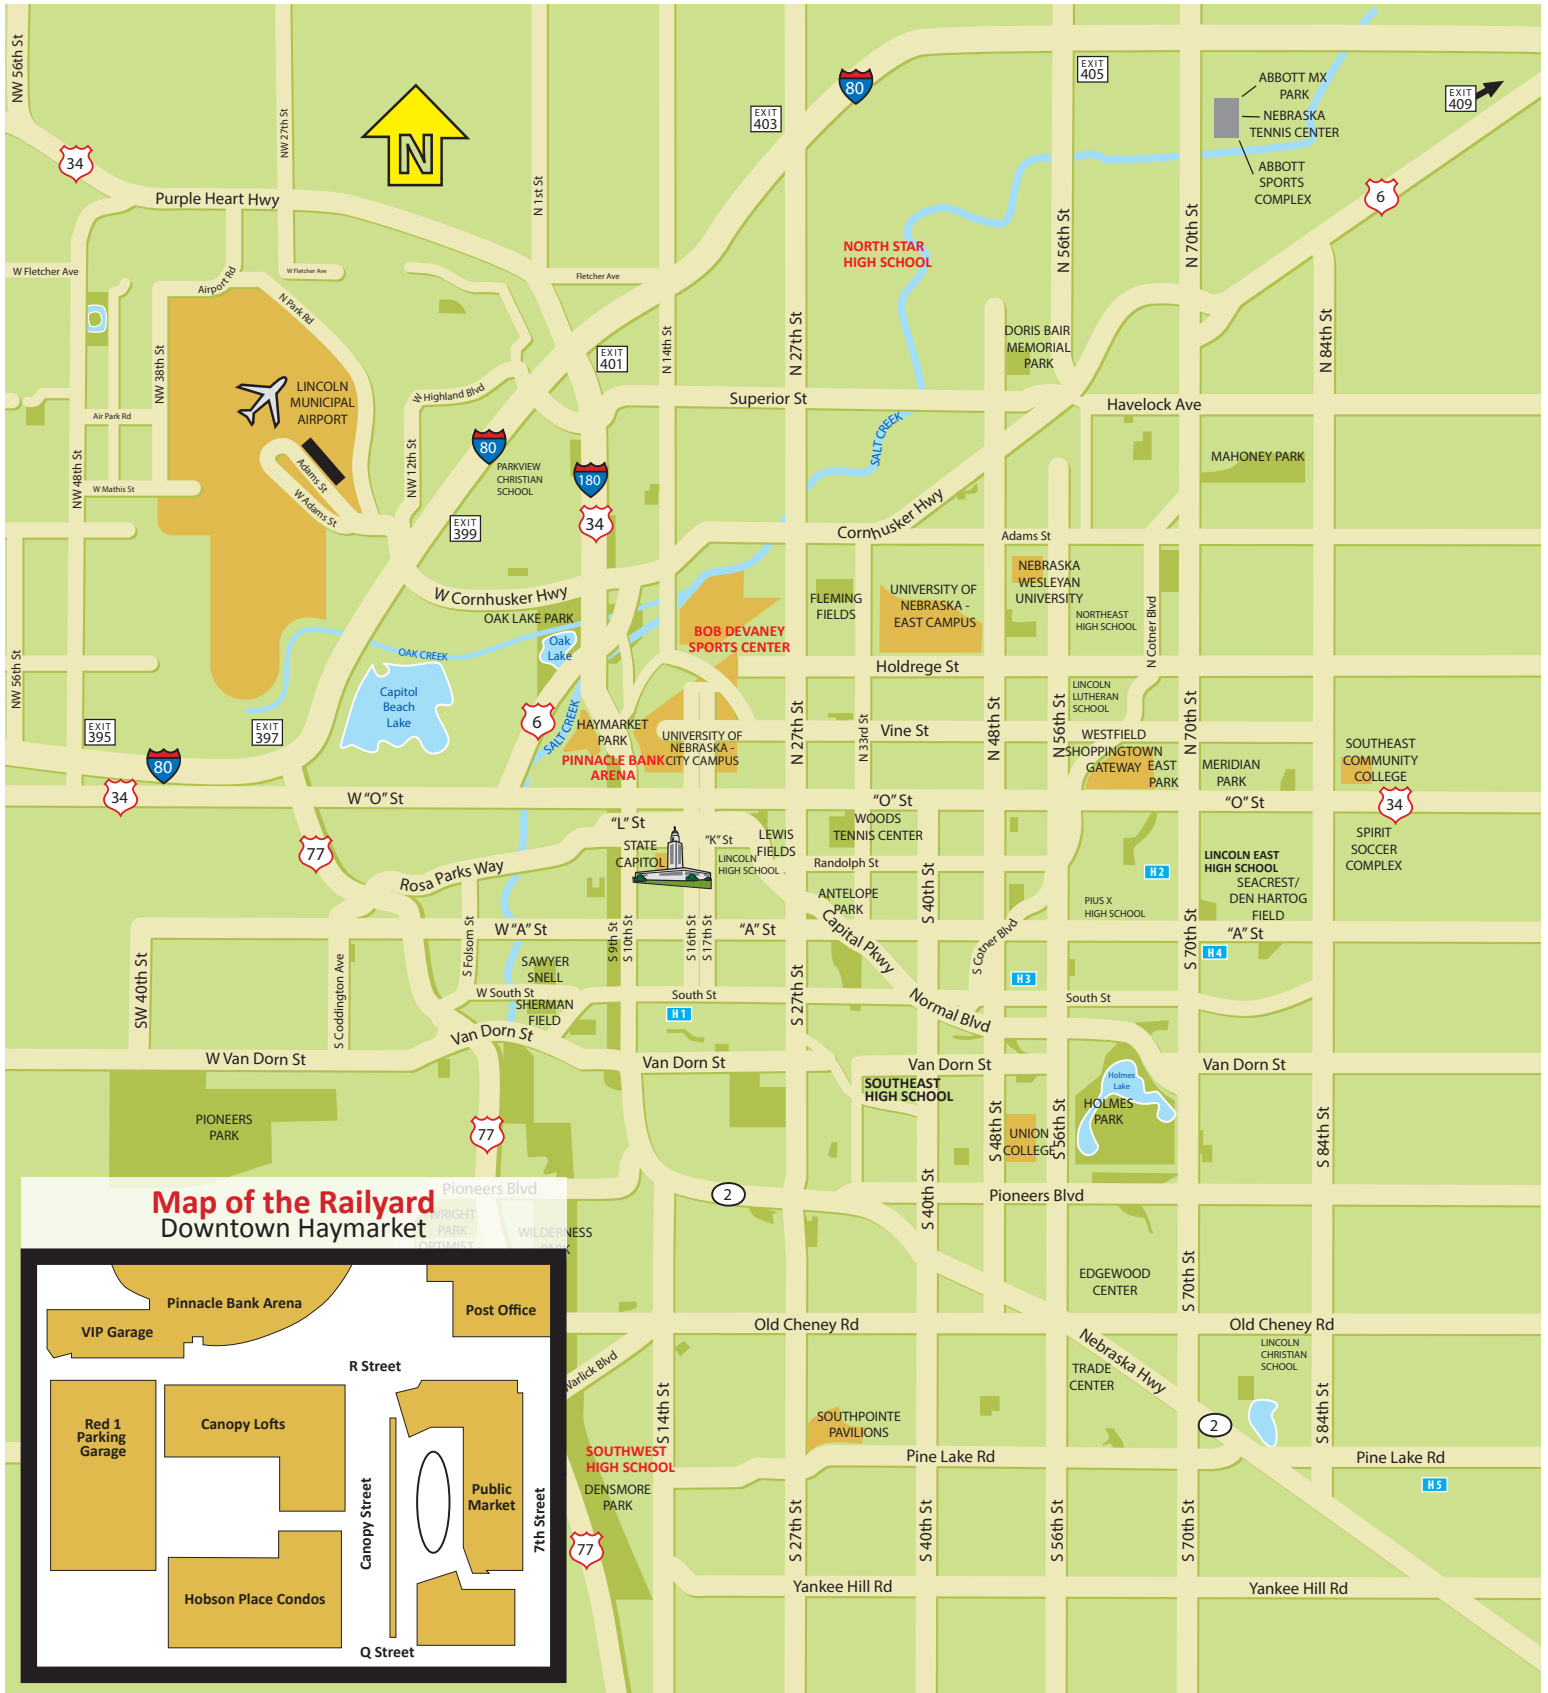 NW 56th St
NW 27th St
N 1st St
80
EXIT
403
EXIT
405
ABBOTT MX
PARK
NEBRASKA
TENNIS CENTER
ABBOTT
SPORTS
COMPLEX
EXIT
409
N
34
6
Purple Heart Hwy
W Fletcher Ave
Airport Rd
W Fletcher Ave
N Park Rd
Fletcher Ave
NORTH STAR
HIGH SCHOOL
N 56th St
N 70th St
N 84th St
NW 38th St
N 14th St
N 27th St
EXIT
401
DORIS BAIR
MEMORIAL
PARK
LINCOLN
MUNICIPAL
AIRPORT
W Highland Blvd
Superior St
Havelock Ave
Air Park Rd
SALT CREEK
80
NW 12th St
PARKVIEW
CHRISTIAN
SCHOOL
180
34
MAHONEY PARK
NW 48th St
W Mathis St
Adams St
W Adams St
EXIT
399
Cornhusker Hwy
Adams St
W Cornhusker Hwy
OAK LAKE PARK
FLEMING
FIELDS
UNIVERSITY OF
NEBRASKA -
EAST CAMPUS
NEBRASKA
WESLEYAN
UNIVERSITY
NORTHEAST
HIGH SCHOOL
N Cotner Blvd
BOB DEVANEY
SPORTS CENTER
OAK CREEK
Oak
Lake
Holdrege St
NW 56th St
Capitol
Beach
Lake
LINCOLN
LUTHERAN
SCHOOL
EXIT
395
EXIT
397
6
SALT CREEK
HAYMARKET
PARK
UNIVERSITY OF
NEBRASKA -
CITY CAMPUS
PINNACLE BANK
ARENA
N 27th St
N 33rd St
Vine St
N 48th St
N 56th St
N 70th St
WESTFIELD
SHOPPINGTOWN
GATEWAY
EAST
PARK
MERIDIAN
PARK
SOUTHEAST
COMMUNITY
COLLEGE
80
34
W "O" St
"O" St
"O" St
34
77
"L" St
"K" St
STATE
CAPITOL
LINCOLN
HIGH SCHOOL
LEWIS
FIELDS
WOODS
TENNIS CENTER
Randolph St
SPIRIT
SOCCER
COMPLEX
LINCOLN EAST
HIGH SCHOOL
H2
SEACREST/
DEN HARTOG
FIELD
Rosa Parks Way
ANTELOPE
PARK
S 40th St
PIUS X
HIGH SCHOOL
W "A" St
"A" St
"A" St
S Folsom St
S 9th St
S 10th St
S 16th St
S 17th St
Capital Pkwy
S Cotner Blvd
S 70th St
H4
H3
SW 40th St
S Coddington Ave
SAWYER
SNELL
W South St
SHERMAN
FIELD
South St
H1
S 27th St
Normal Blvd
South St
Van Dorn St
W Van Dorn St
Van Dorn St
Van Dorn St
Van Dorn St
SOUTHEAST
HIGH SCHOOL
Holmes
Lake
HOLMES
PARK
PIONEERS
PARK
77
S 48th St
UNION
COLLEGE
S 56th St
S 84th St
Pioneers Blvd
2
S 40th St
Pioneers Blvd
WRIGHT
PARK
OPTIMIST
WILDERNESS
PARK
Map of the Railyard
Downtown Haymarket
EDGEWOOD
CENTER
S 70th St
Pinnacle Bank Arena
Post Office
VIP Garage
R Street
Old Cheney Rd
Old Cheney Rd
Warlick Blvd
Nebraska Hwy
TRADE
CENTER
LINCOLN
CHRISTIAN
SCHOOL
Red 1
Parking
Garage
Canopy Lofts
S 14th St
SOUTHPOINTE
PAVILIONS
2
S 84th St
SOUTHWEST
HIGH SCHOOL
Pine Lake Rd
Pine Lake Rd
H5
DENSMORE
PARK
Canopy Street
Public
Market
7th Street
S 27th St
S 40th St
S 56th St
S 70th St
77
Hobson Place Condos
Yankee Hill Rd
Yankee Hill Rd
Q Street